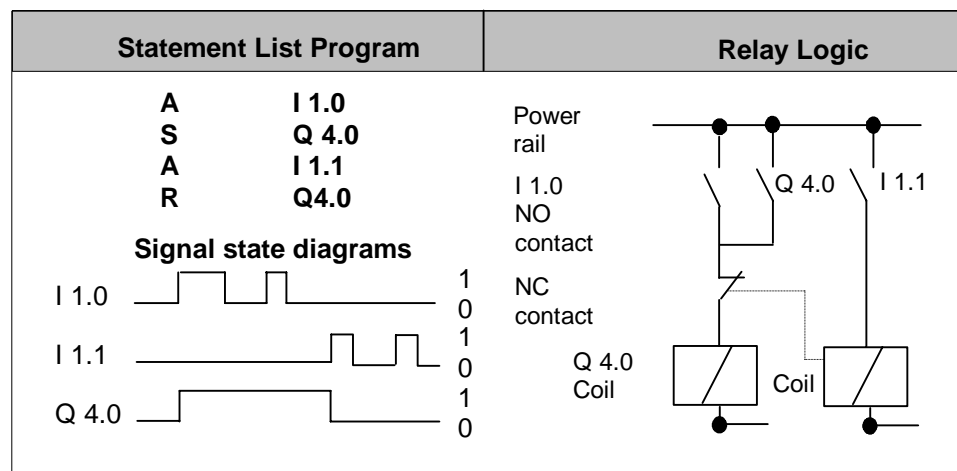 Statement List Program
Relay Logic
A I 1.0
S Q 4.0
A I 1.1
R Q4.0
Signal state diagrams
I 1.0
1
0
I 1.1
1
0
Q 4.0
1
0
Power
rail
I 1.0
NO
contact
Q 4.0
I 1.1
NC
contact
Q 4.0
Coil
Coil